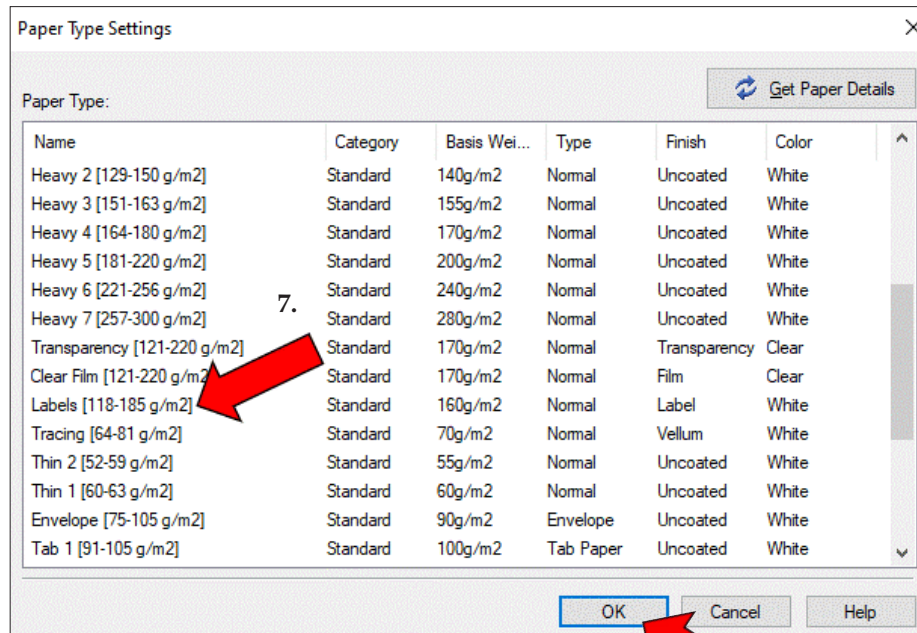 Paper Type Settings
Get Paper Details
Paper Type:
Name Category Basis Wei... Type Finish Color
Heavy 2 [129-150 g/m2] Standard 140g/m2 Normal Uncoated White
Heavy 3 [151-163 g/m2] Standard 155g/m2 Normal Uncoated White
Heavy 4 [164-180 g/m2] Standard 170g/m2 Normal Uncoated White
Heavy 5 [181-220 g/m2] Standard 200g/m2 Normal Uncoated White
Heavy 6 [221-256 g/m2] Standard 240g/m2 Normal Uncoated White
7.
Heavy 7 [257-300 g/m2] Standard 280g/m2 Normal Uncoated White
Transparency [121-220 g/m2] Standard 170g/m2 Normal Transparency Clear
Clear Film [121-220 g/m2 Standard 170g/m2 Normal Film Clear
Labels [118-185 g/m2] Standard 160g/m2 Normal Label White
Tracing [64-81 g/m2] Standard 70g/m2 Normal Vellum White
Thin 2 [52-59 g/m2] Standard 55g/m2 Normal Uncoated White
Thin 1 [60-63 g/m2] Standard 60g/m2 Normal Uncoated White
Envelope [75-105 g/m2] Standard 90g/m2 Envelope Uncoated White
Tab 1 [91-105 g/m2] Standard 100g/m2 Tab Paper Uncoated White
OK Cancel Help